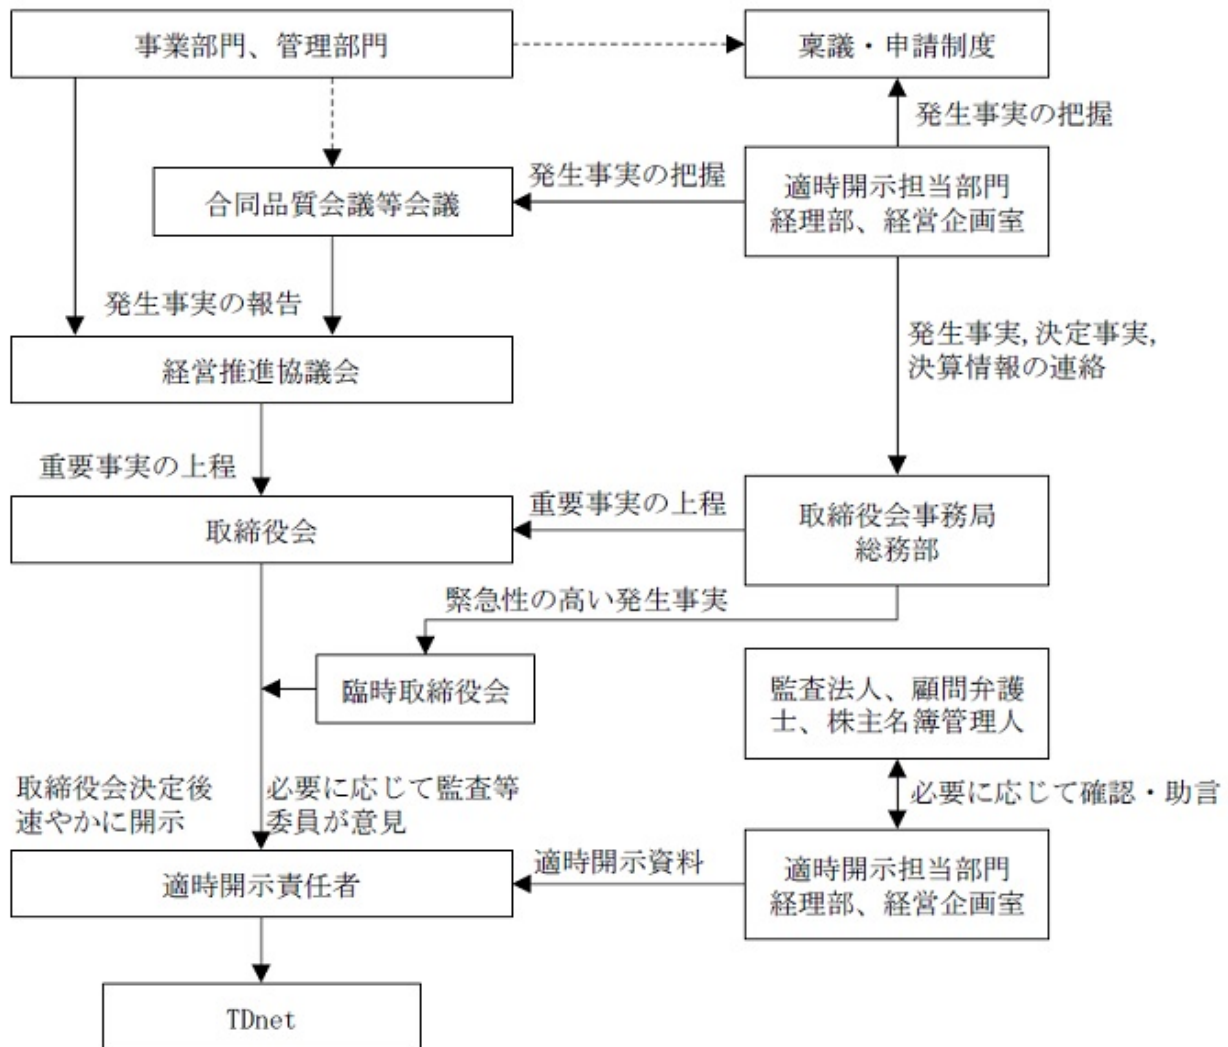 事業部門、管理部門
稟議・申請制度
発生事実の把握
発生事実の把握
適時開示担当部門
経理部、経営企画室
合同品質会議等会議
発生事実の報告
発生事実,決定事実,
決算情報の連絡
経営推進協議会
重要事実の上程
重要事実の上程
取締役会
取締役会事務局
総務部
緊急性の高い発生事実
臨時取締役会
監査法人、顧問弁護
士、株主名簿管理人
取締役会決定後
速やかに開示
必要に応じて監査等
委員が意見
必要に応じて確認・助言
適時開示責任者
適時開示資料
適時開示担当部門
経理部、経営企画室
TDnet